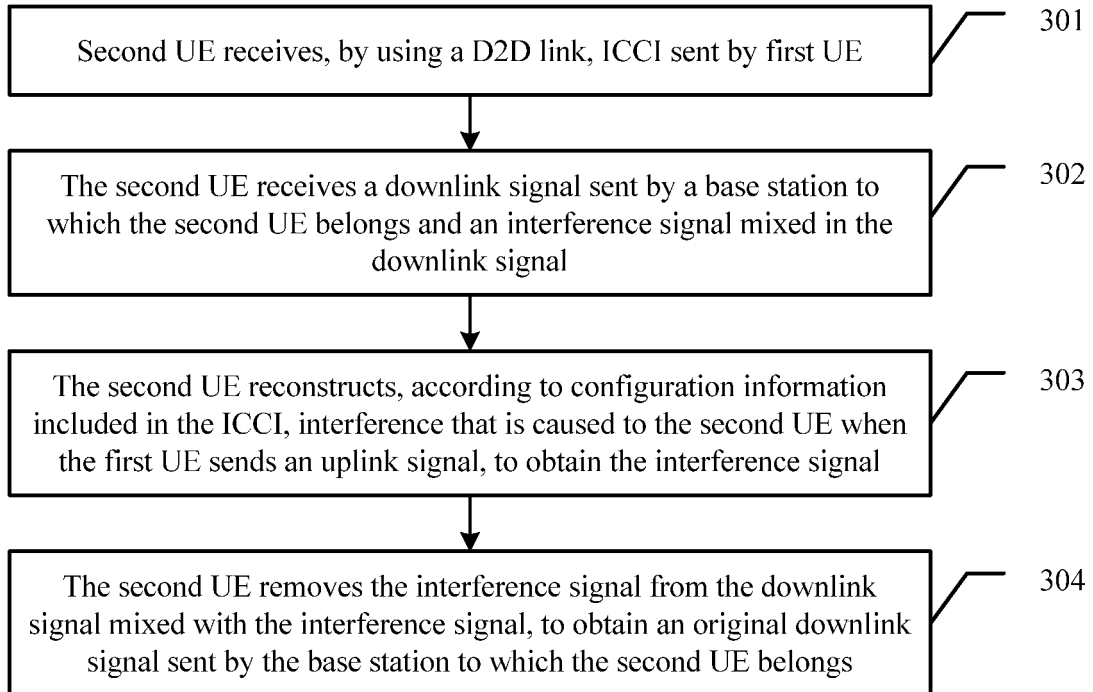 Second UE receives, by using a D2D link, ICCI sent by first UE
301
The second UE receives a downlink signal sent by a base station to
which the second UE belongs and an interference signal mixed in the
downlink signal
302
The second UE reconstructs, according to configuration information
included in the ICCI, interference that is caused to the second UE when
the first UE sends an uplink signal, to obtain the interference signal
303
The second UE removes the interference signal from the downlink
signal mixed with the interference signal, to obtain an original downlink
signal sent by the base station to which the second UE belongs
304